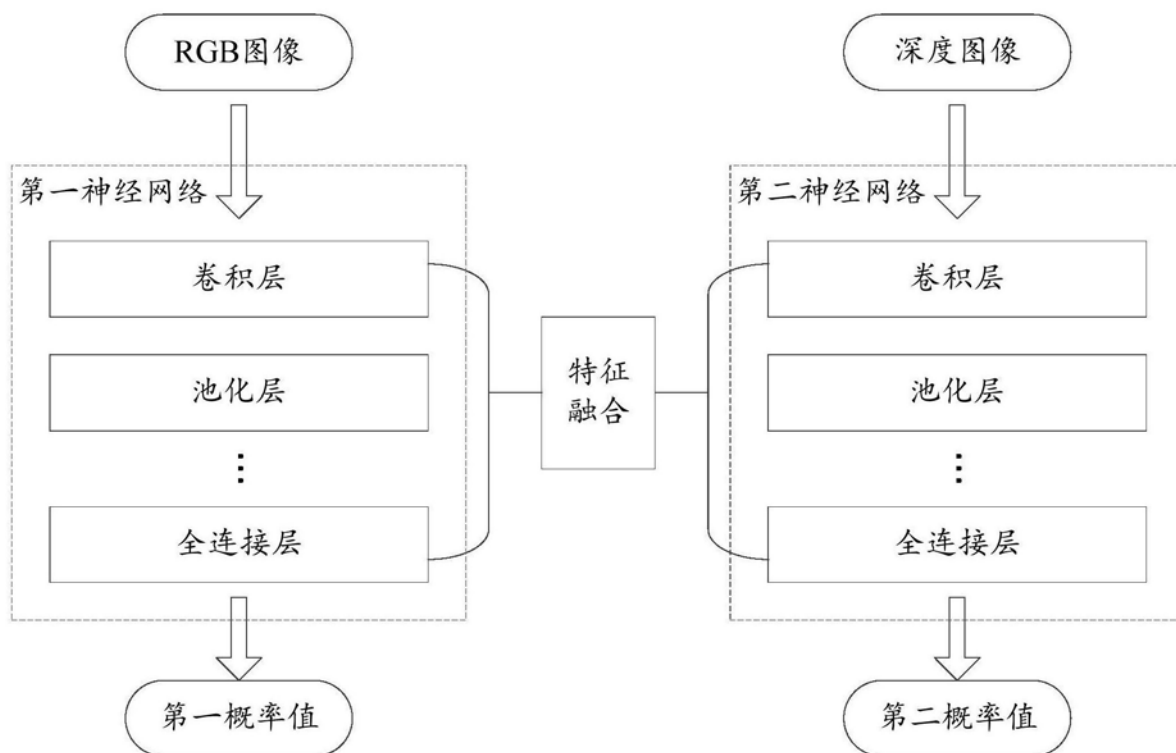 RGB图像
第一神经网络
卷积层
池化层
全连接层
第一概率值
特征
融合
深度图像
第二神经网络
卷积层
池化层
全连接层
第二概率值